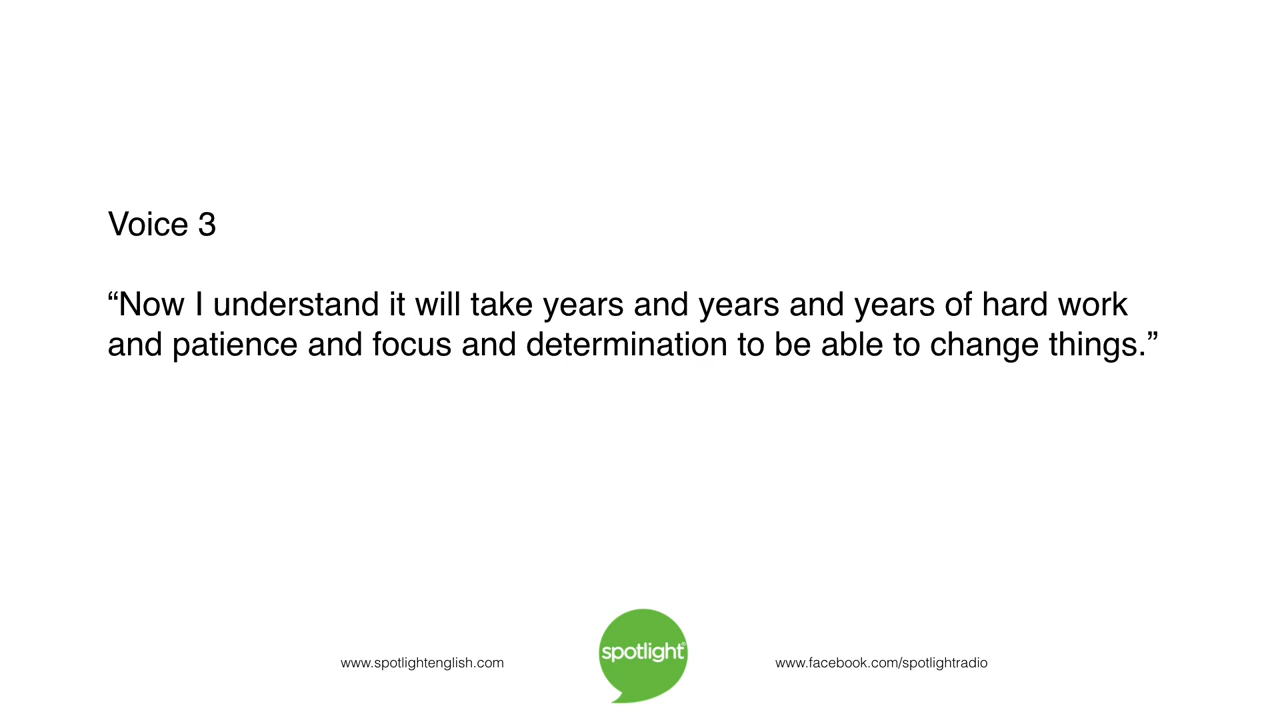 Voice 3
“Now I understand it will take years and years and years of hard work
and patience and focus and determination to be able to change things.”
www.spotlightenglish.com
spotlight®
www.facebook.com/spotlightradio